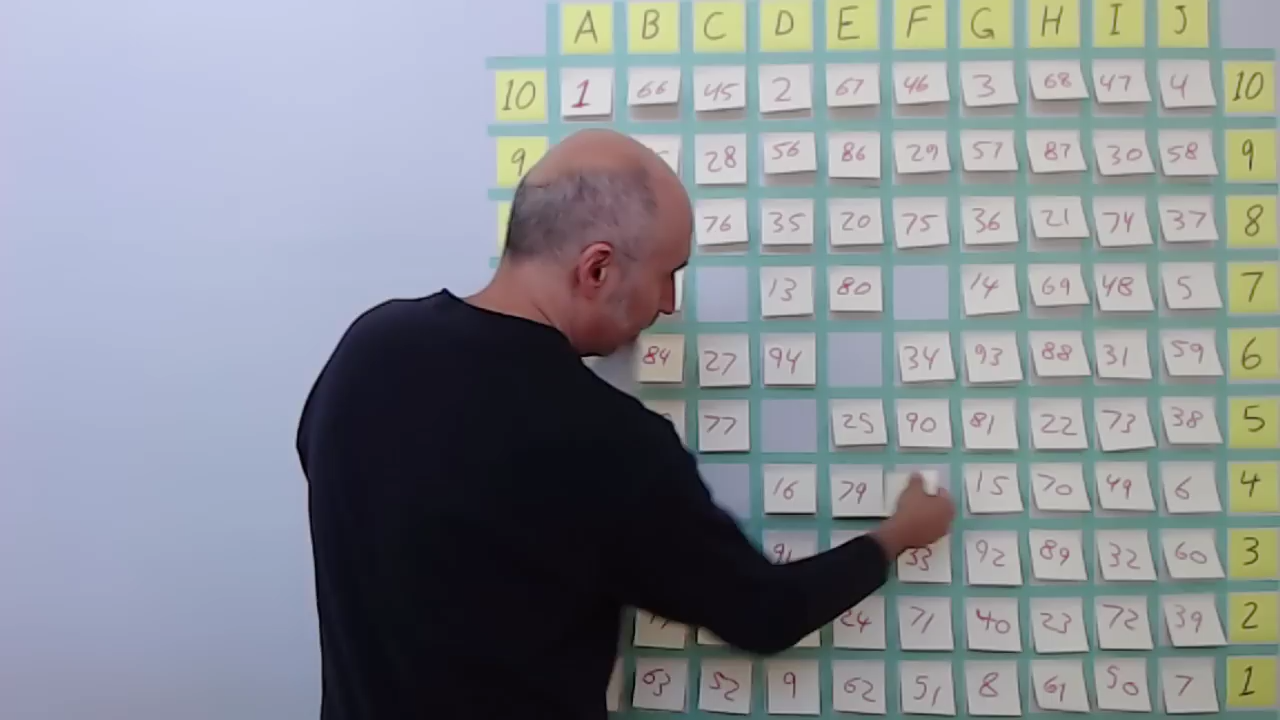 A B C D E F G H I J
10 1 66 45 2 67 46 3 68 47 4 10
9 28 56 86 29 57 87 30 58 9
76 35 20 75 36 21 74 37 8
13 80 14 69 48 5 7
84 27 94 34 93 88 31 59 6
77 25 90 81 22 73 38 5
16 79 15 70 49 6 4
33 92 89 32 60 3
24 71 40 23 72 39 2
63 52 9 62 51 8 61 50 7 1